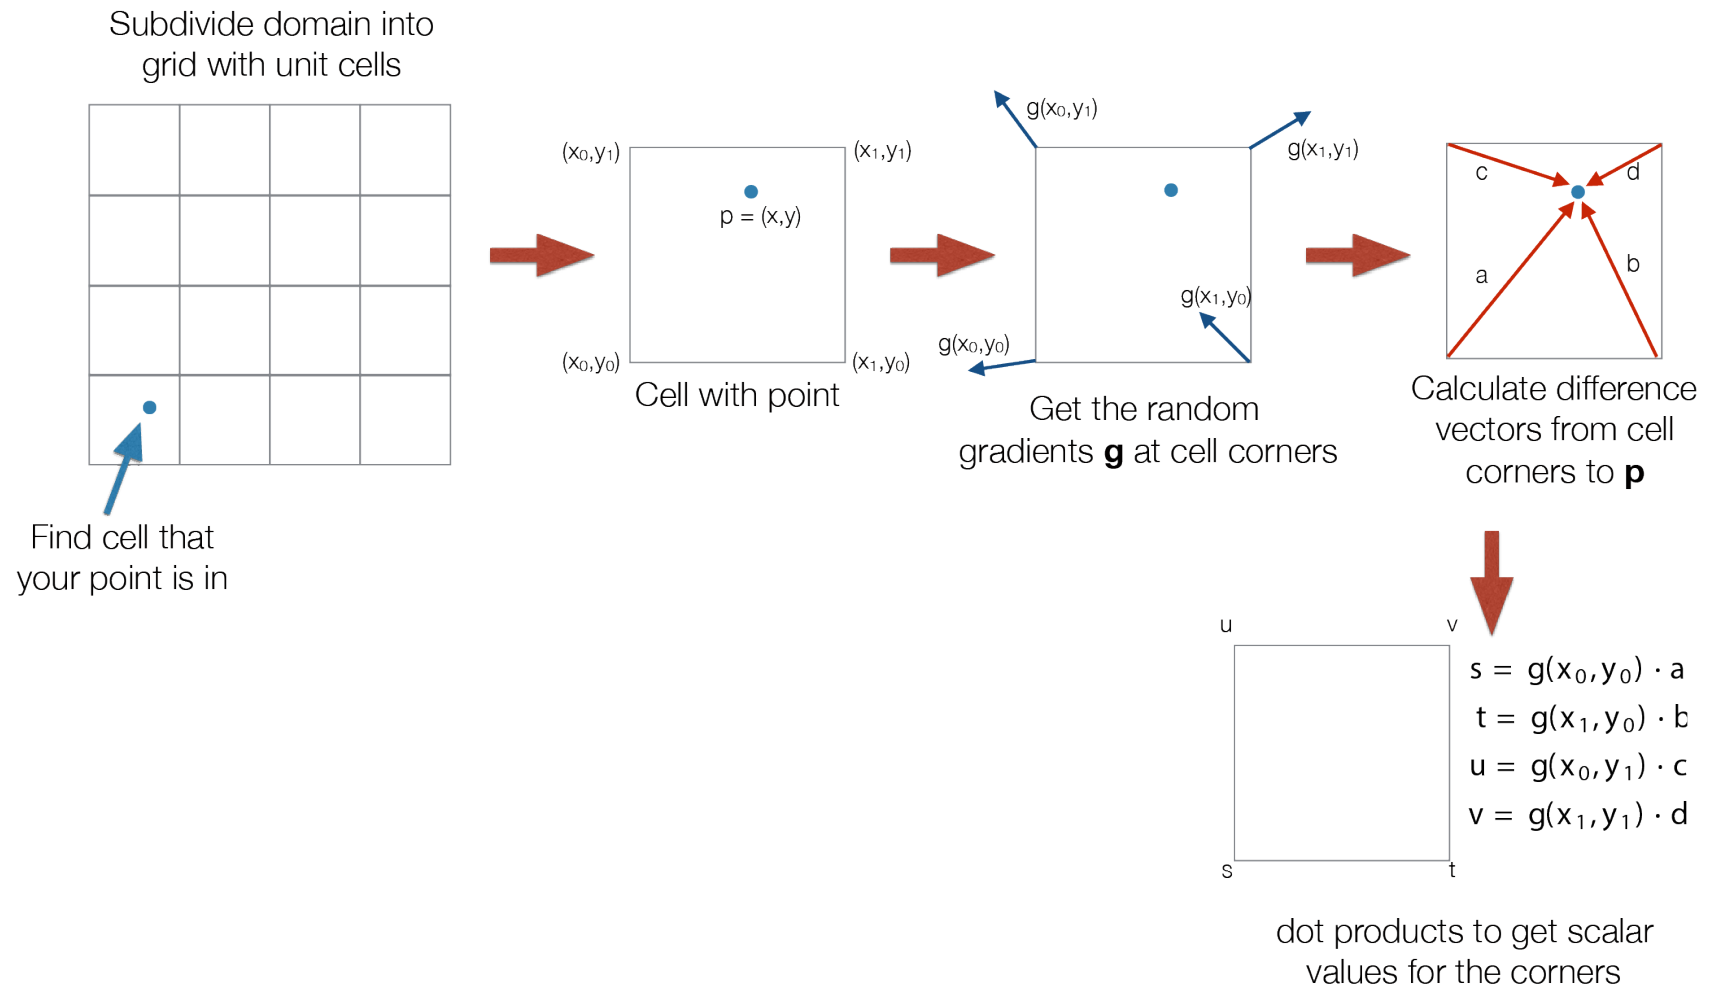 Subdivide domain into
grid with unit cells
Find cell that
your point is in
(x₀,y₁)
(x₁,y₁)
p = (x,y)
(x₀,y₀)
(x₁,y₀)
Cell with point
g(x₀,y₁)
g(x₁,y₁)
g(x₁,y₀)
g(x₀,y₀)
Get the random
gradients g at cell corners
c
d
a
b
Calculate difference
vectors from cell
corners to p
u
v
s
t
s = g(x₀,y₀) · a
t = g(x₁,y₀) · b
u = g(x₀,y₁) · c
v = g(x₁,y₁) · d
dot products to get scalar
values for the corners